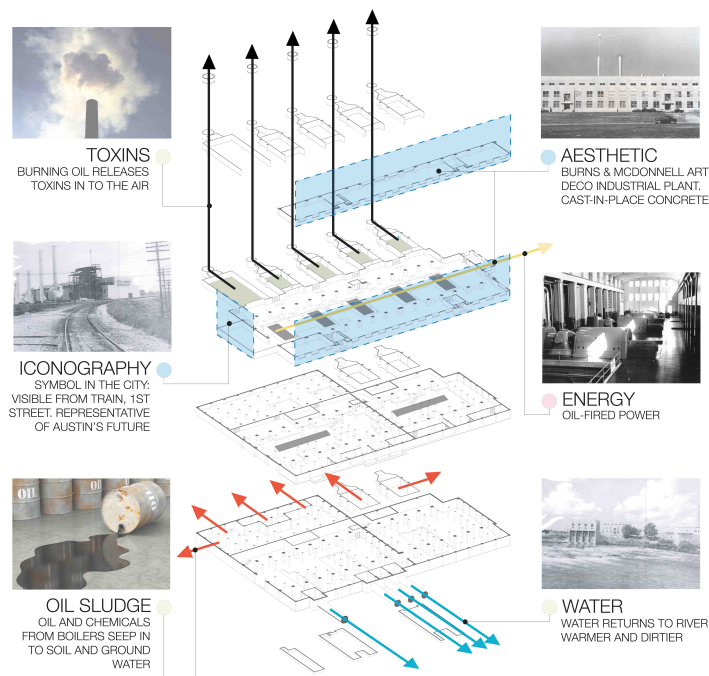 TOXINS
BURNING OIL RELEASES
TOXINS IN TO THE AIR
AESTHETIC
BURNS & MCDONNELL ART
DECO INDUSTRIAL PLANT.
CAST-IN-PLACE CONCRETE
ICONOGRAPHY
SYMBOL IN THE CITY:
VISIBLE FROM TRAIN, 1ST
STREET. REPRESENTATIVE
OF AUSTIN'S FUTURE
ENERGY
OIL-FIRED POWER
OIL
OIL
OIL
OIL SLUDGE
OIL AND CHEMICALS
FROM BOILERS SEEP IN
TO SOIL AND GROUND
WATER
WATER
WATER RETURNS TO RIVER
WARMER AND DIRTIER